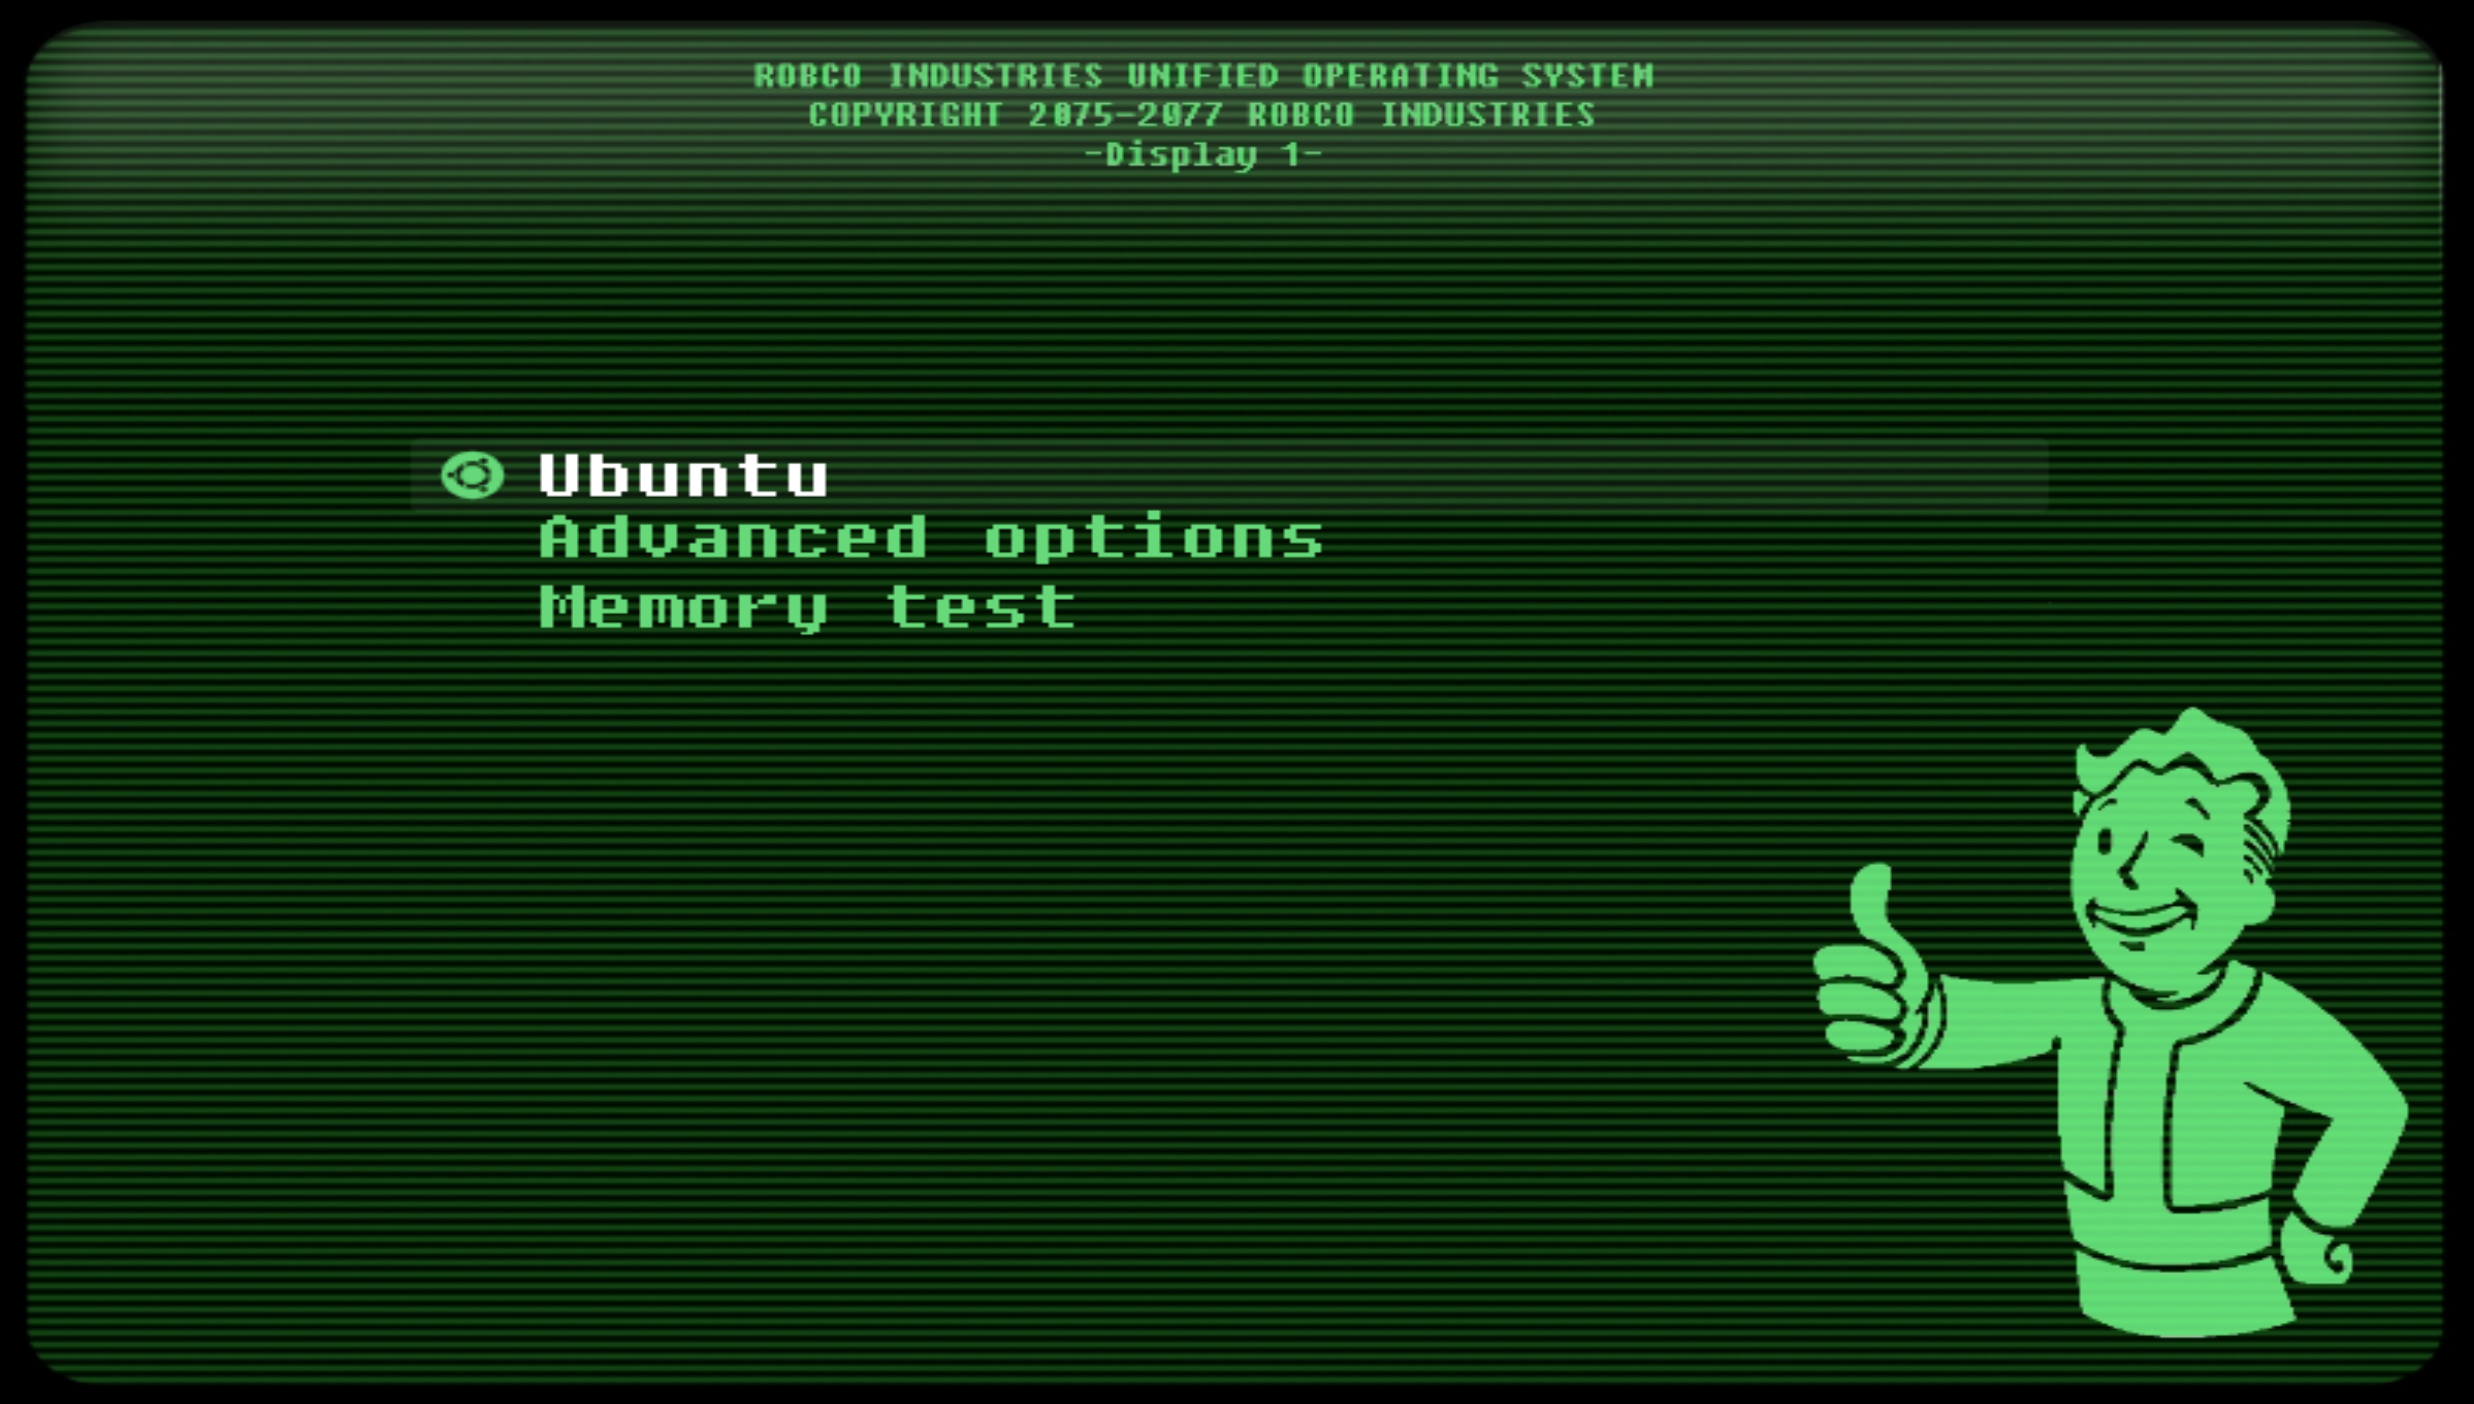 ROBCO INDUSTRIES UNIFIED OPERATING SYSTEM
COPYRIGHT 2075-2077 ROBCO INDUSTRIES
-Display 1-
Ubuntu
Advanced options
Memory test